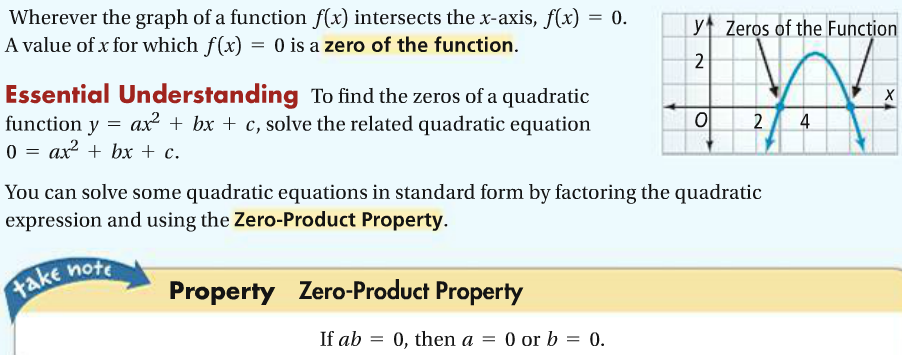 Wherever the graph of a function f(x) intersects the x-axis, f(x) = 0.
A value of x for which f(x) = 0 is a zero of the function.
Essential Understanding To find the zeros of a quadratic
function y = ax² + bx + c, solve the related quadratic equation
0 = ax² + bx + c.
y Zeros of the Function
2
x
O 2 4
You can solve some quadratic equations in standard form by factoring the quadratic
expression and using the Zero-Product Property.
take note
Property Zero-Product Property
If ab = 0, then a = 0 or b = 0.